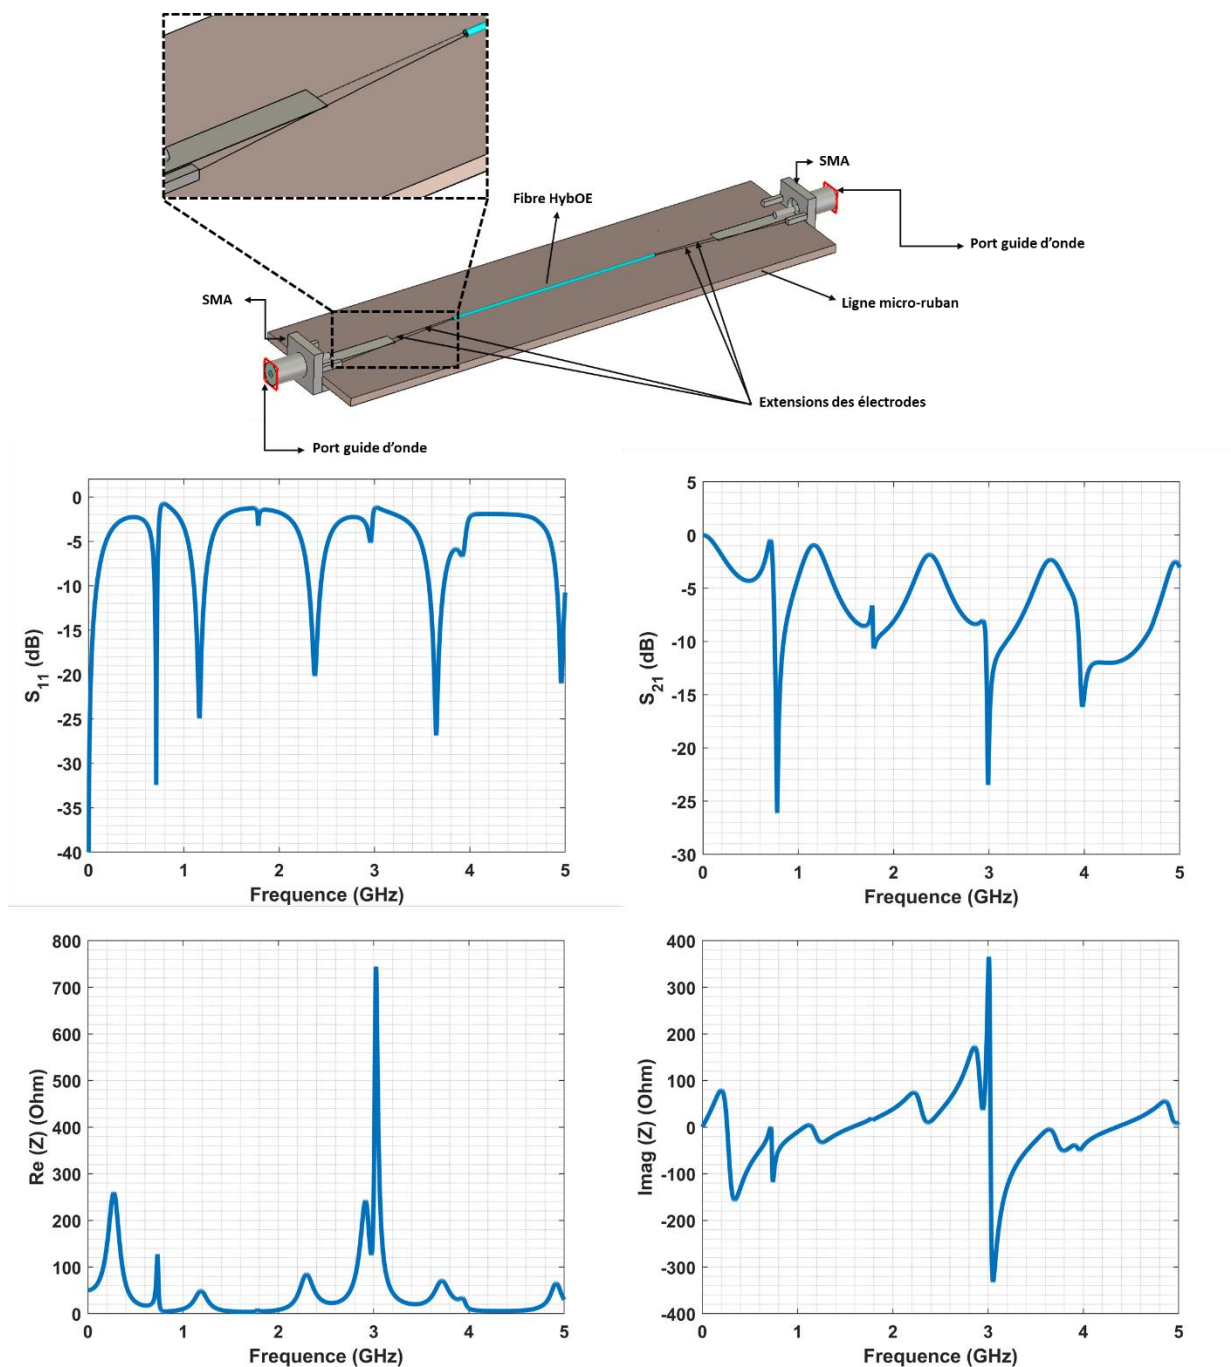 SMA
Fibre HybOE
Port guide d'onde
SMA
Ligne micro-ruban
Extensions des électrodes
Port guide d'onde
0
-5
-10
-15
-20
-25
-30
-35
-40
S11 (dB)
0 1 2 3 4 5
Frequence (GHz)
5
0
-5
-10
-15
-20
-25
-30
S21 (dB)
0 1 2 3 4 5
Frequence (GHz)
800
700
600
500
400
300
200
100
0
Re (Z) (Ohm)
0 1 2 3 4 5
Frequence (GHz)
400
300
200
100
0
-100
-200
-300
-400
Imag (Z) (Ohm)
0 1 2 3 4 5
Frequence (GHz)